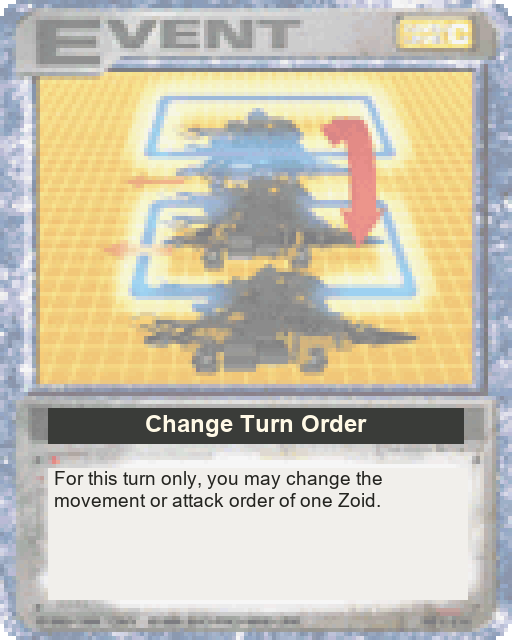 EVENT
C
Change Turn Order
For this turn only, you may change the
movement or attack order of one Zoid.